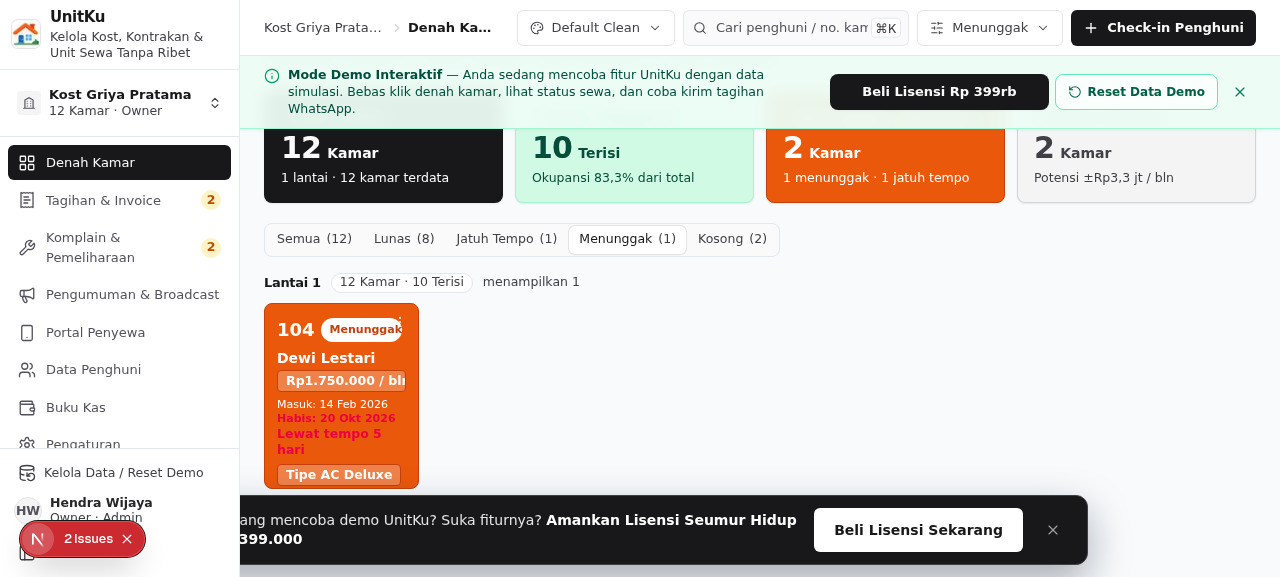 UnitKu
Kelola Kost, Kontrakan &
Unit Sewa Tanpa Ribet
Kost Griya Pratama
12 Kamar · Owner
Denah Kamar
Tagihan & Invoice
2
Komplain &
Pemeliharaan
2
Pengumuman & Broadcast
Portal Penyewa
Data Penghuni
Buku Kas
Pengaturan
Kelola Data / Reset Demo
HW
Hendra Wijaya
Owner · Admin
N
2 Issues
Kost Griya Prata...
Denah Ka...
Default Clean
Cari penghuni / no. kam
⌘K
Menunggak
Check-in Penghuni
Mode Demo Interaktif — Anda sedang mencoba fitur UnitKu dengan data
simulasi. Bebas klik denah kamar, lihat status sewa, dan coba kirim tagihan
WhatsApp.
Beli Lisensi Rp 399rb
Reset Data Demo
12 Kamar
1 lantai · 12 kamar terdata
10 Terisi
Okupansi 83,3% dari total
2 Kamar
1 menunggak · 1 jatuh tempo
2 Kamar
Potensi ±Rp3,3 jt / bln
Semua (12)
Lunas (8)
Jatuh Tempo (1)
Menunggak (1)
Kosong (2)
Lantai 1
12 Kamar · 10 Terisi
menampilkan 1
104
Menunggak
Dewi Lestari
Rp1.750.000 / bln
Masuk: 14 Feb 2026
Habis: 20 Okt 2026
Lewat tempo 5
hari
Tipe AC Deluxe
ang mencoba demo UnitKu? Suka fiturnya? Amankan Lisensi Seumur Hidup
399.000
Beli Lisensi Sekarang